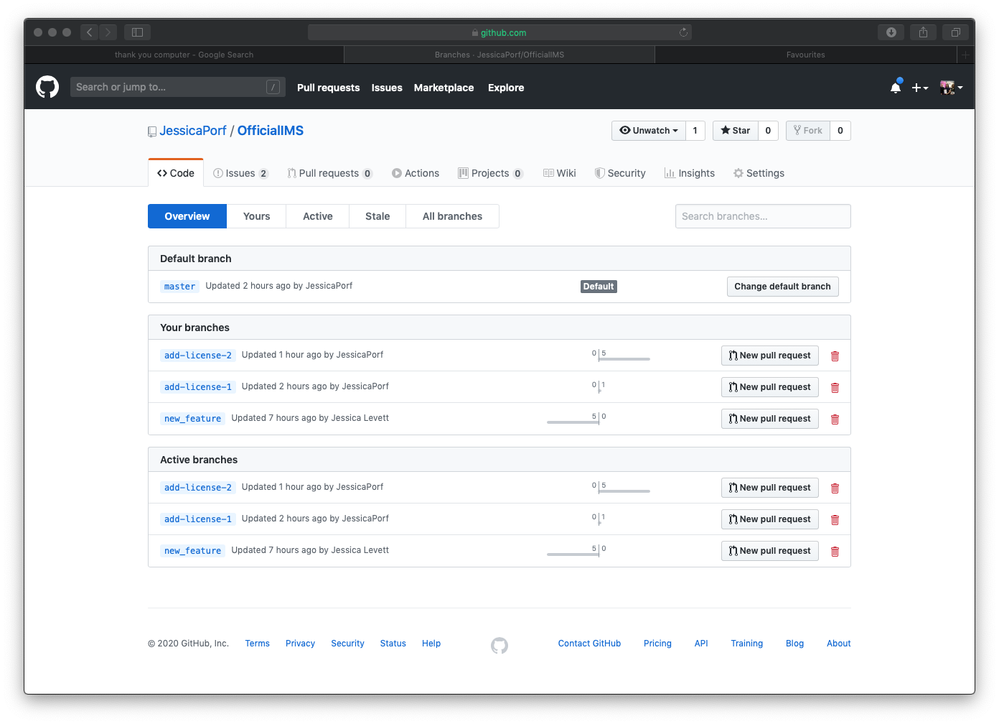 github.com
thank you computer - Google Search Branches · JessicaPorf/OfficialIMS Favourites
Search or jump to... / Pull requests Issues Marketplace Explore
JessicaPorf / OfficialIMS Unwatch 1 Star 0 Fork 0
Code Issues 2 Pull requests 0 Actions Projects 0 Wiki Security Insights Settings
Overview Yours Active Stale All branches Search branches...
Default branch
master Updated 2 hours ago by JessicaPorf Default Change default branch
Your branches
add-license-2 Updated 1 hour ago by JessicaPorf 0 5 New pull request
add-license-1 Updated 2 hours ago by JessicaPorf 0 1 New pull request
new_feature Updated 7 hours ago by Jessica Levett 5 0 New pull request
Active branches
add-license-2 Updated 1 hour ago by JessicaPorf 0 5 New pull request
add-license-1 Updated 2 hours ago by JessicaPorf 0 1 New pull request
new_feature Updated 7 hours ago by Jessica Levett 5 0 New pull request
© 2020 GitHub, Inc. Terms Privacy Security Status Help Contact GitHub Pricing API Training Blog About